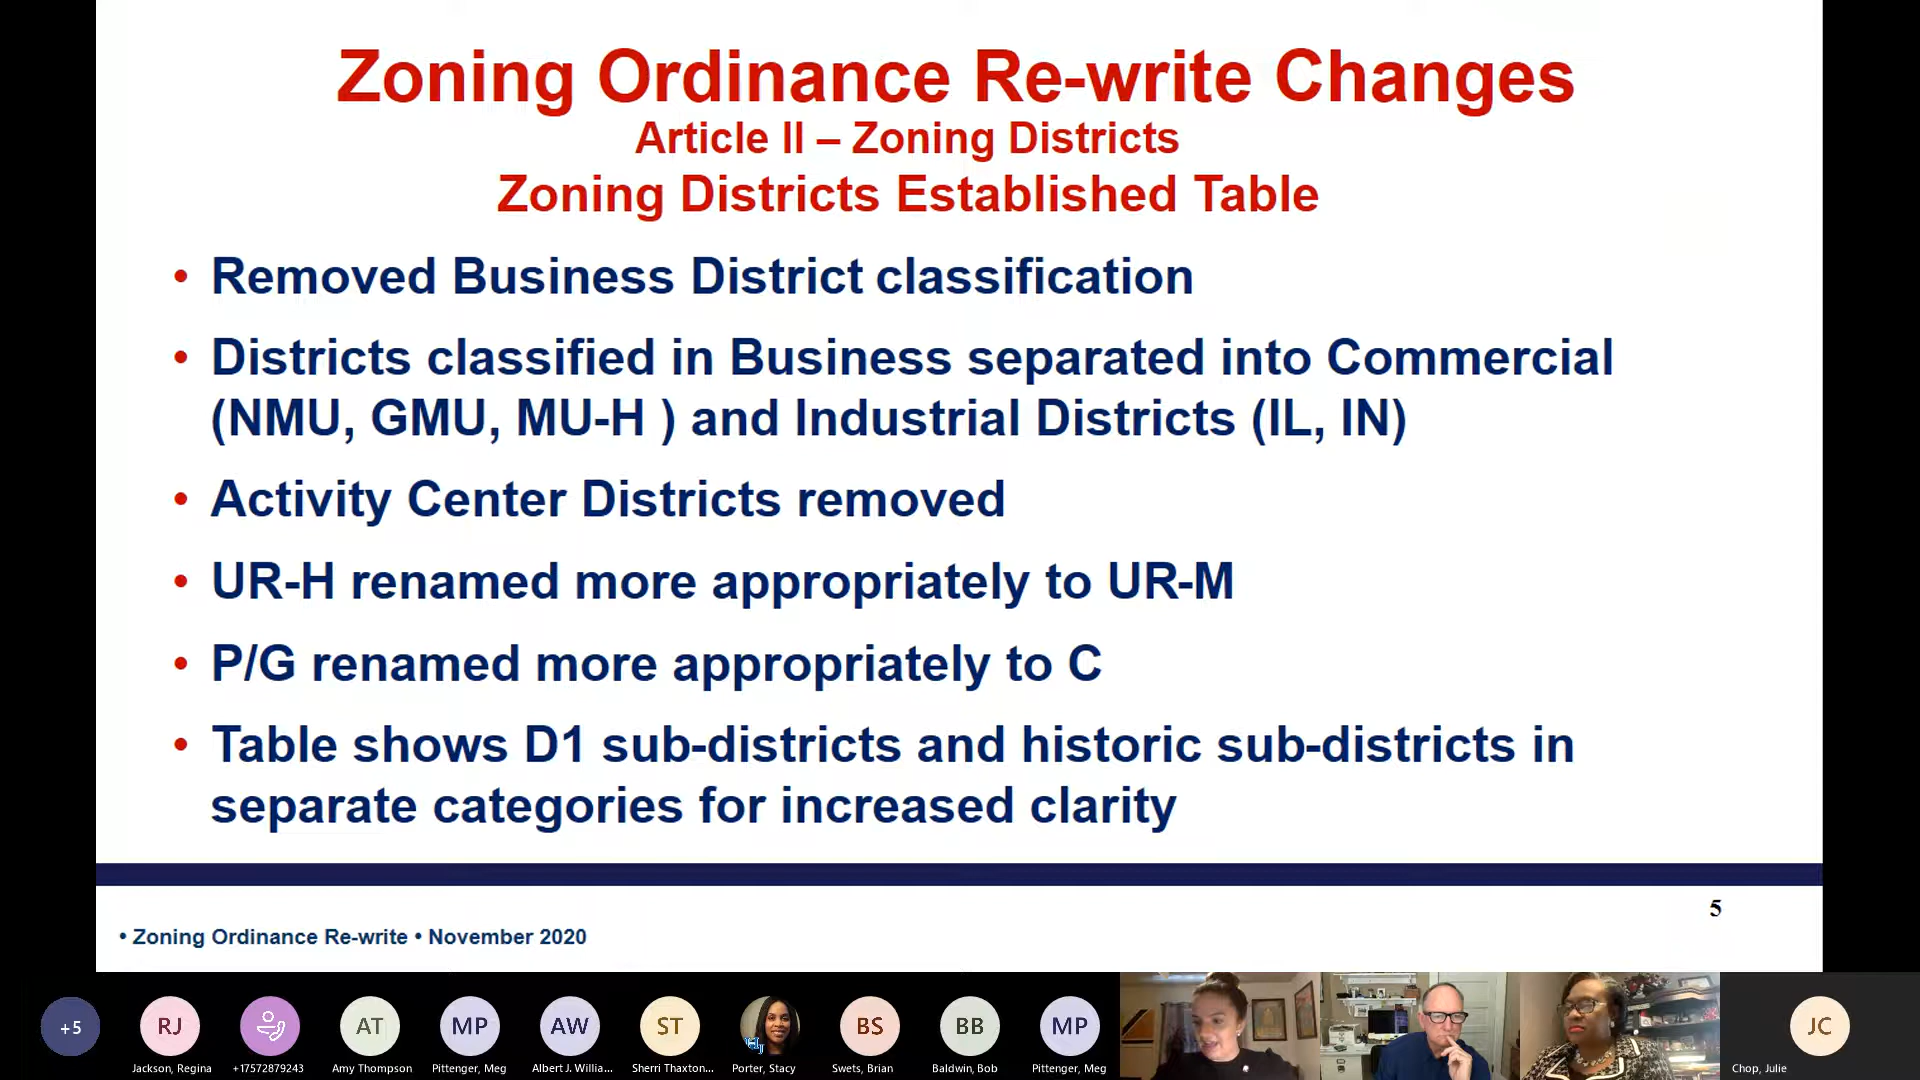 Zoning Ordinance Re-write Changes
Article II – Zoning Districts
Zoning Districts Established Table
• Removed Business District classification
• Districts classified in Business separated into Commercial
(NMU, GMU, MU-H ) and Industrial Districts (IL, IN)
• Activity Center Districts removed
• UR-H renamed more appropriately to UR-M
• P/G renamed more appropriately to C
• Table shows D1 sub-districts and historic sub-districts in
separate categories for increased clarity
5
• Zoning Ordinance Re-write • November 2020
+5
RJ
AT
MP
AW
ST
BS
BB
MP
JC
Jackson, Regina
+17572879243
Amy Thompson
Pittenger, Meg
Albert J. Willia...
Sherri Thaxton...
Porter, Stacy
Swets, Brian
Baldwin, Bob
Pittenger, Meg
Chop, Julie